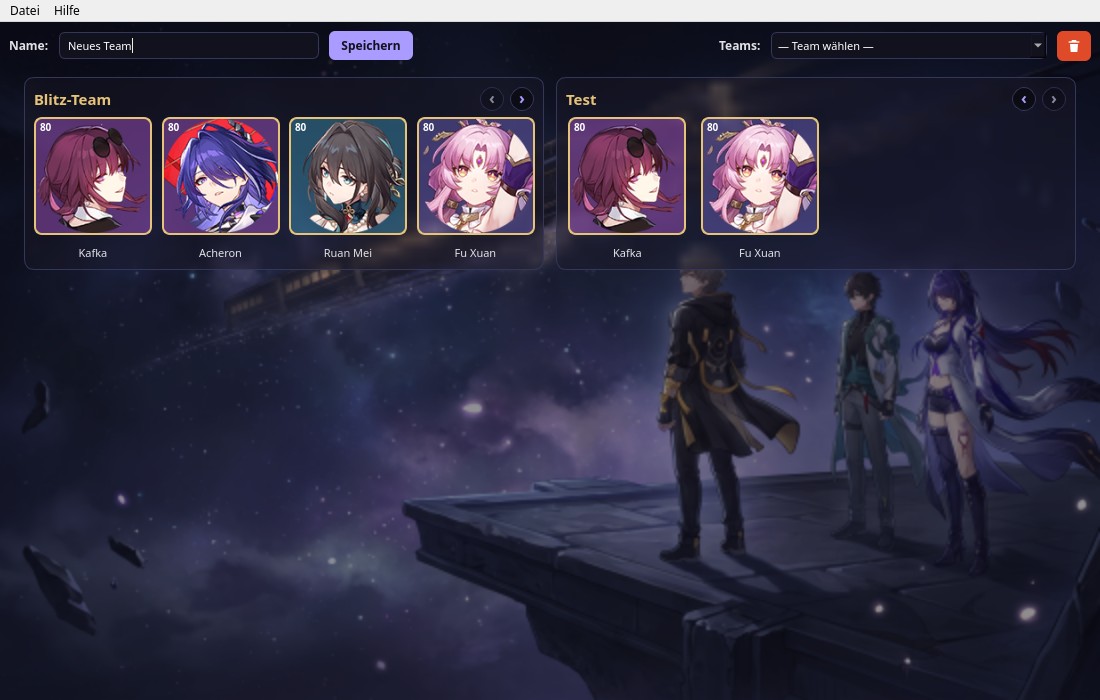 Datei Hilfe
Name: Neues Team Speichern Teams: — Team wählen —
Blitz-Team ‹ ›
80 80 80 80
Kafka Acheron Ruan Mei Fu Xuan
Test ‹ ›
80 80
Kafka Fu Xuan